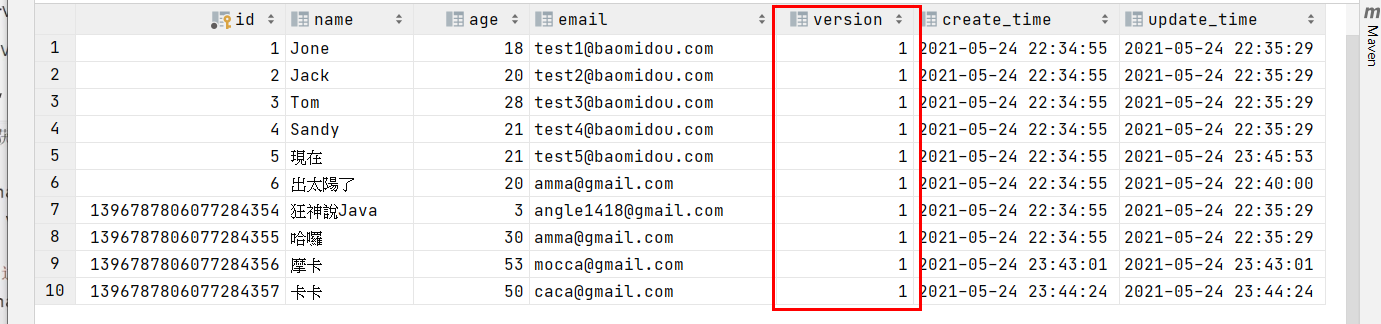 id name age email version create_time update_time
1 1 Jone 18 test1@baomidou.com 1 2021-05-24 22:34:55 2021-05-24 22:35:29
2 2 Jack 20 test2@baomidou.com 1 2021-05-24 22:34:55 2021-05-24 22:35:29
3 3 Tom 28 test3@baomidou.com 1 2021-05-24 22:34:55 2021-05-24 22:35:29
4 4 Sandy 21 test4@baomidou.com 1 2021-05-24 22:34:55 2021-05-24 22:35:29
5 5 現在 21 test5@baomidou.com 1 2021-05-24 22:34:55 2021-05-24 23:45:53
6 6 出太陽了 20 amma@gmail.com 1 2021-05-24 22:34:55 2021-05-24 22:40:00
7 1396787806077284354 狂神說Java 3 angle1418@gmail.com 1 2021-05-24 22:34:55 2021-05-24 22:35:29
8 1396787806077284355 哈囉 30 amma@gmail.com 1 2021-05-24 22:34:55 2021-05-24 22:35:29
9 1396787806077284356 摩卡 53 mocca@gmail.com 1 2021-05-24 23:43:01 2021-05-24 23:43:01
10 1396787806077284357 卡卡 50 caca@gmail.com 1 2021-05-24 23:44:24 2021-05-24 23:44:24
m
Maven